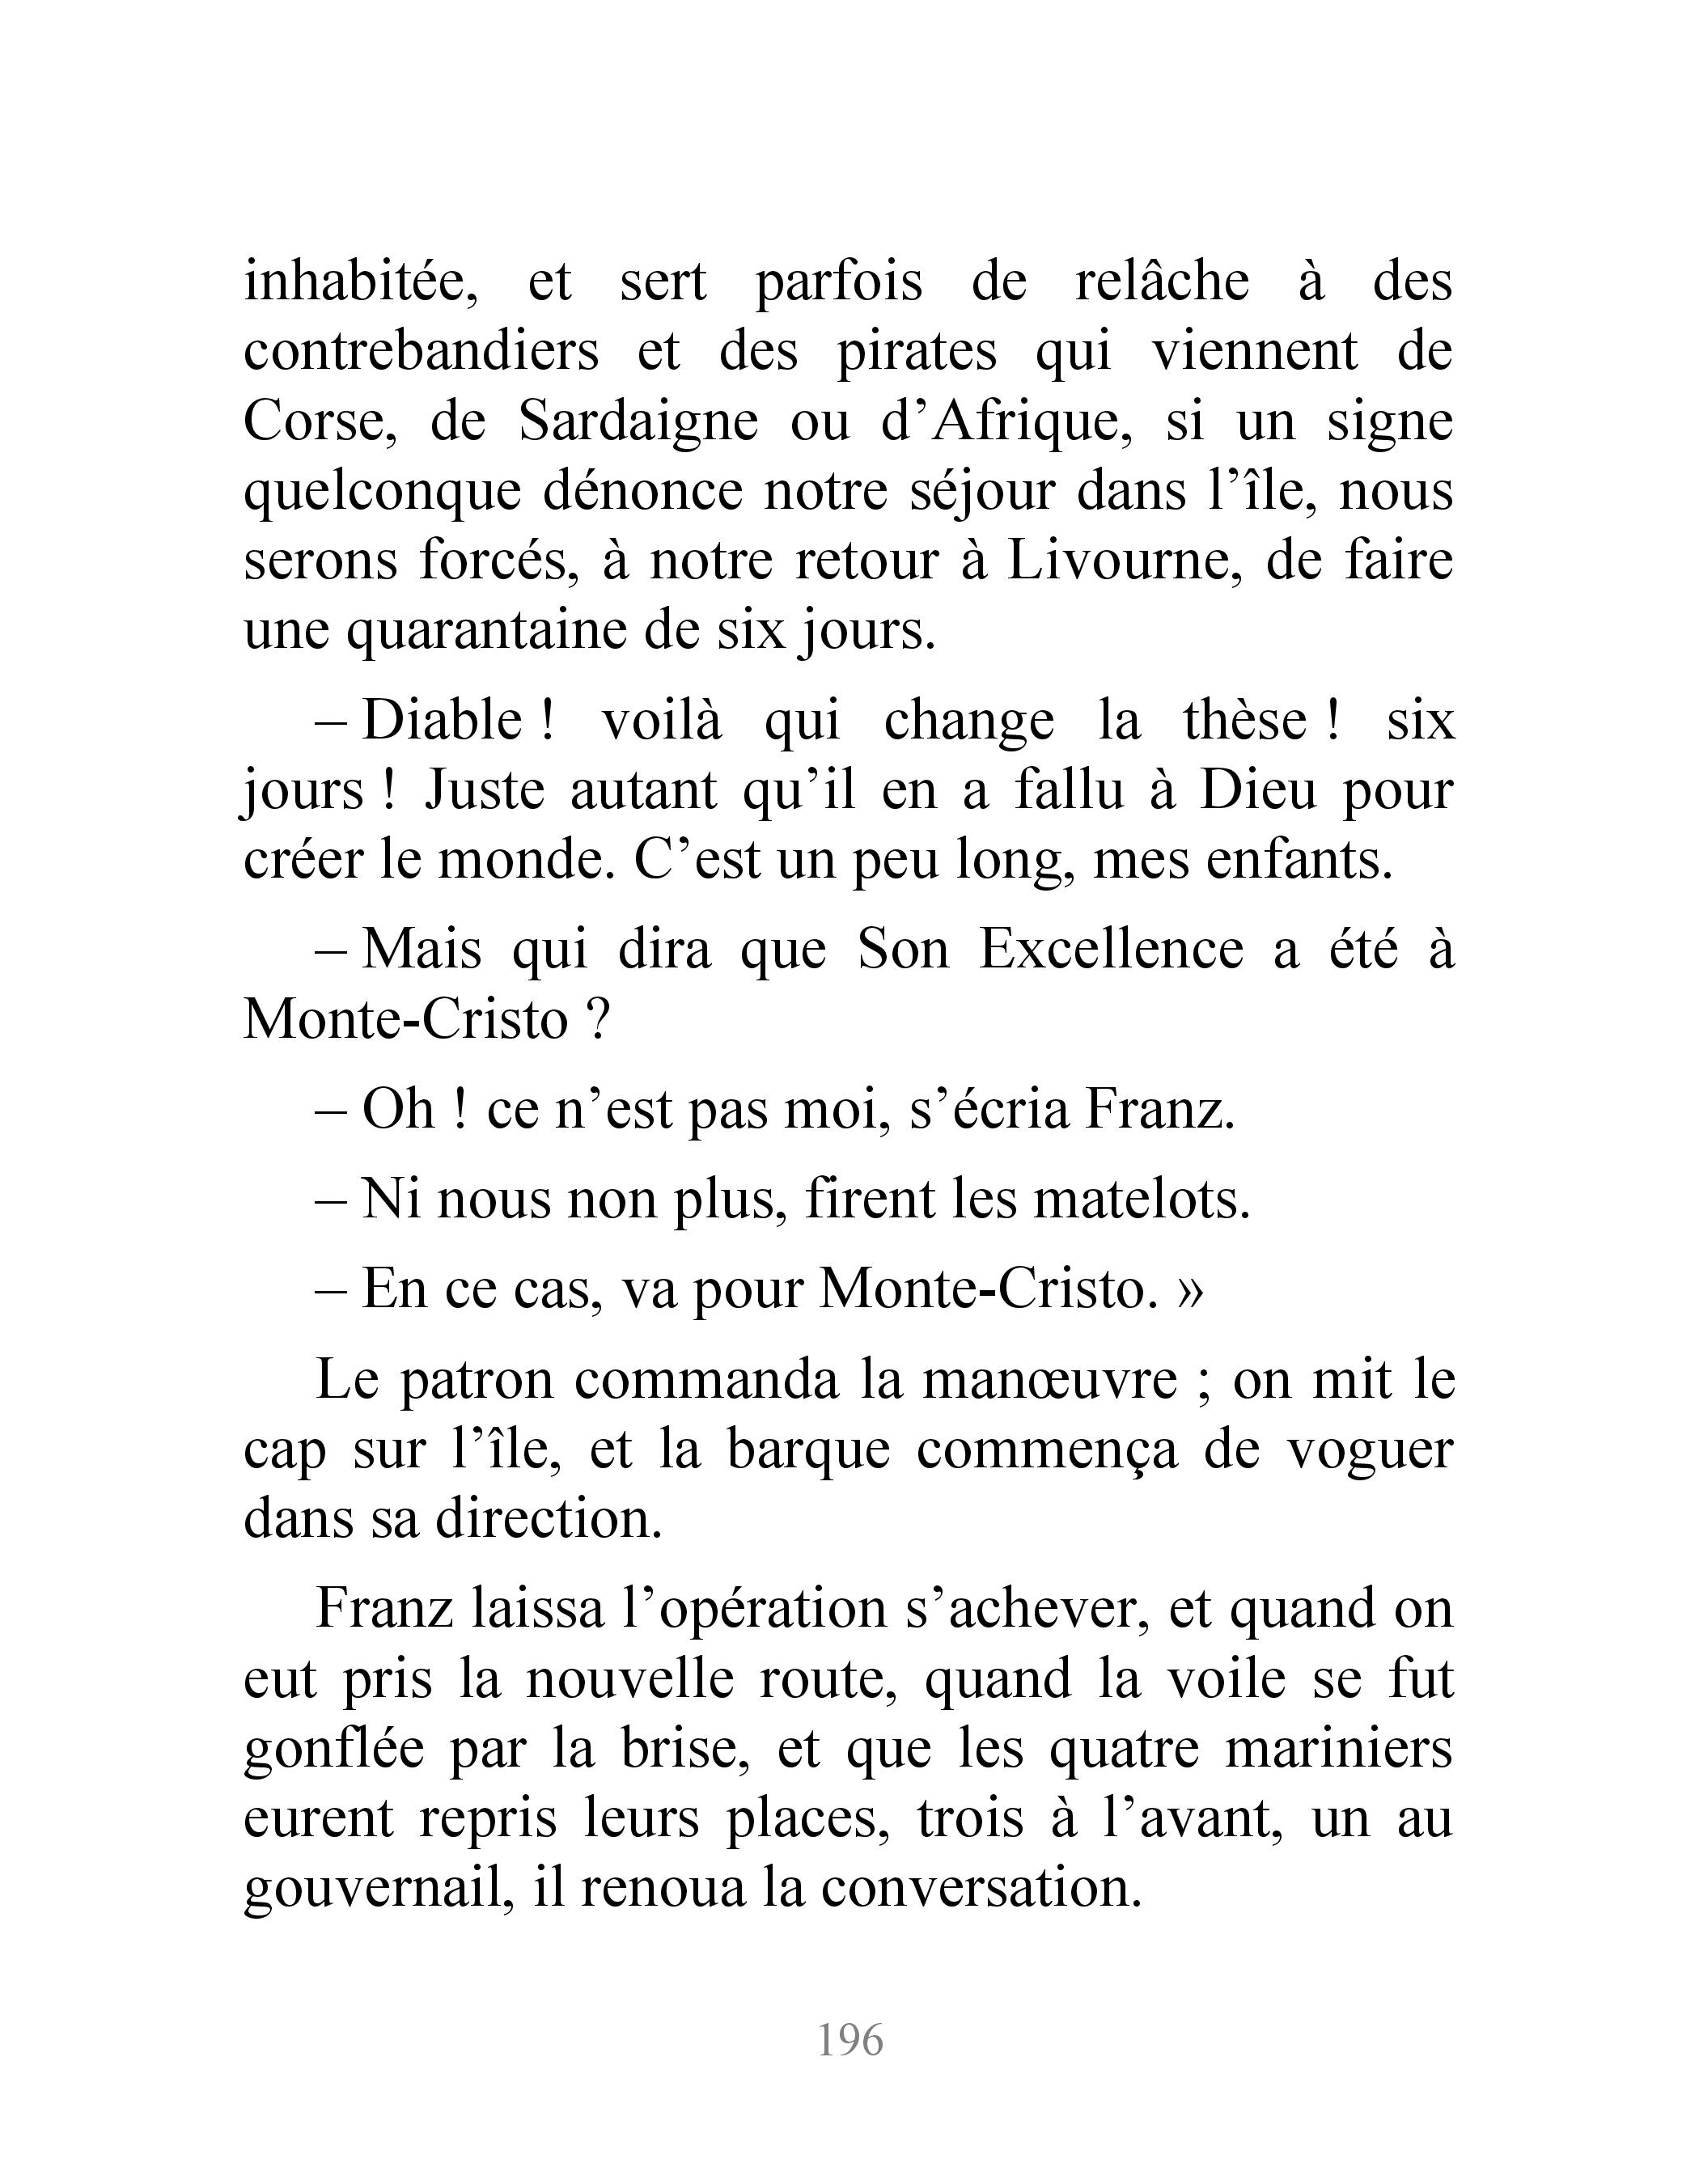 inhabitée, et sert parfois de relâche à des
contrebandiers et des pirates qui viennent de
Corse, de Sardaigne ou d’Afrique, si un signe
quelconque dénonce notre séjour dans l’île, nous
serons forcés, à notre retour à Livourne, de faire
une quarantaine de six jours.
– Diable ! voilà qui change la thèse ! six
jours ! Juste autant qu’il en a fallu à Dieu pour
créer le monde. C’est un peu long, mes enfants.
– Mais qui dira que Son Excellence a été à
Monte-Cristo ?
– Oh ! ce n’est pas moi, s’écria Franz.
– Ni nous non plus, firent les matelots.
– En ce cas, va pour Monte-Cristo. »
Le patron commanda la manœuvre ; on mit le
cap sur l’île, et la barque commença de voguer
dans sa direction.
Franz laissa l’opération s’achever, et quand on
eut pris la nouvelle route, quand la voile se fut
gonflée par la brise, et que les quatre mariniers
eurent repris leurs places, trois à l’avant, un au
gouvernail, il renoua la conversation.
196